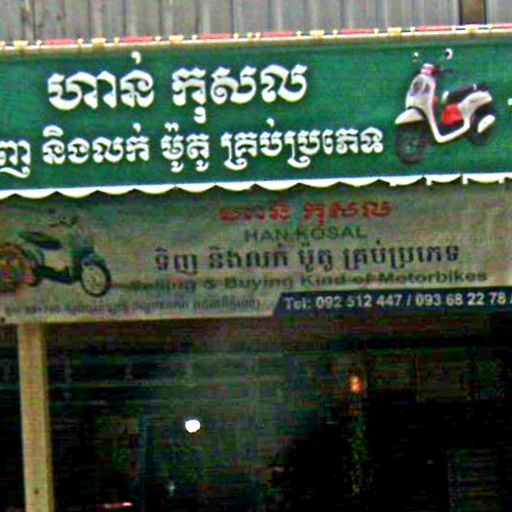 ហាន់ កុសល
ញ និងលក់ ម៉ូតូ គ្រប់ប្រភេទ
ហាន់ កុសល
HAN KOSAL
ទិញ និងលក់ ម៉ូតូ គ្រប់ប្រភេទ
Selling & Buying Kind of Motorbikes
Tel: 092 512 447 / 093 68 22 78 /